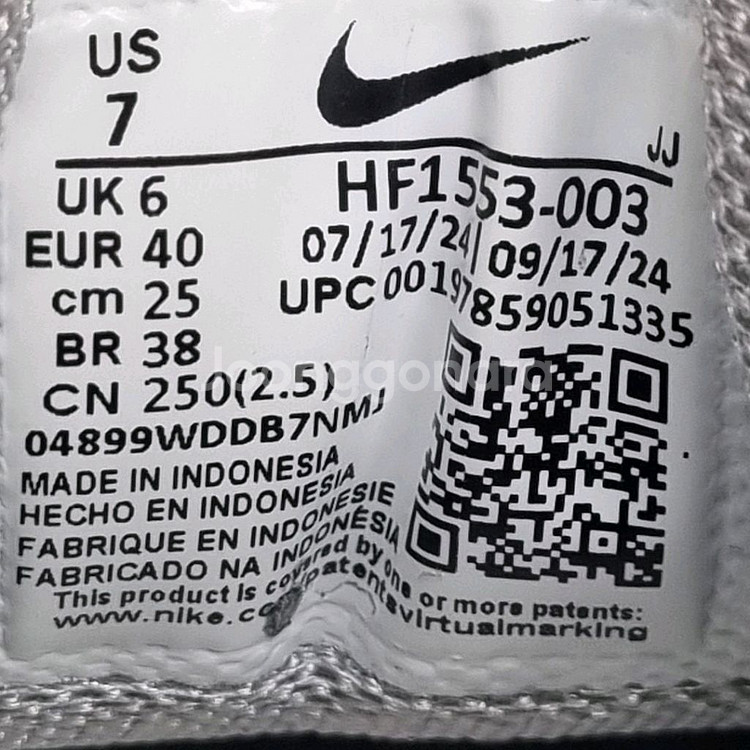 US
7
JJ
UK 6
EUR 40
cm 25
BR 38
CN 250(2.5)
HF1553-003
07/17/24| 09/17/24
UPC 00197859051335
Joonggonara
04899WDDB7NMJ
MADE IN INDONESIA
HECHO EN INDONESIA
FABRIQUE EN INDONESIE
FABRICADO NA INDONÉSIA
This product is covered by one or more patents:
www.nike.co /patentsvirtualmarking